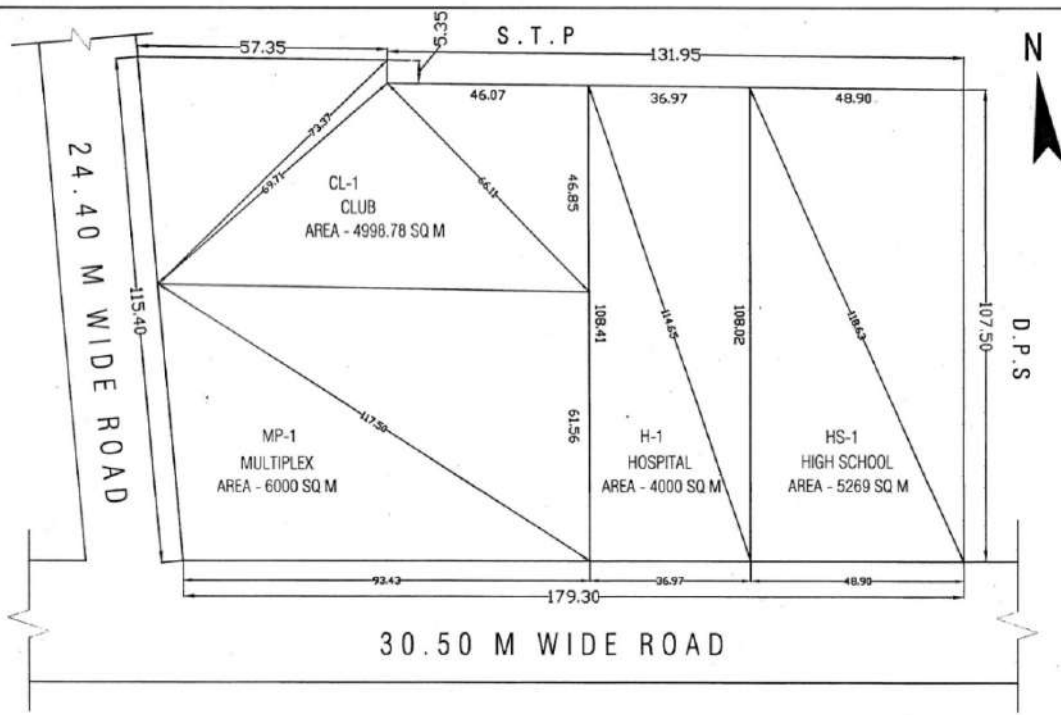 S.T.P
N
57.35
5.35
131.95
46.07
36.97
48.90
73.37
69.71
66.11
CL-1
CLUB
AREA - 4998.78 SQ M
46.85
24.40 M WIDE ROAD
115.40
108.41
114.65
108.02
118.63
107.50
D.P.S
117.50
61.56
MP-1
MULTIPLEX
AREA - 6000 SQ M
H-1
HOSPITAL
AREA - 4000 SQ M
HS-1
HIGH SCHOOL
AREA - 5269 SQ M
93.43
36.97
48.90
179.30
30.50 M WIDE ROAD